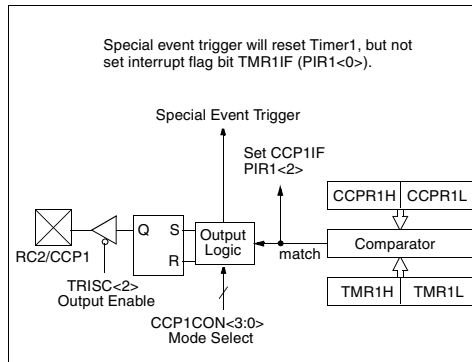 Special event trigger will reset Timer1, but not
set interrupt flag bit TMR1IF (PIR1<0>).
Special Event Trigger
Set CCP1IF
PIR1<2>
CCPR1H CCPR1L
Q S Output
Logic
R
match
Comparator
RC2/CCP1
TRISC<2>
Output Enable
TMR1H TMR1L
CCP1CON<3:0>
Mode Select